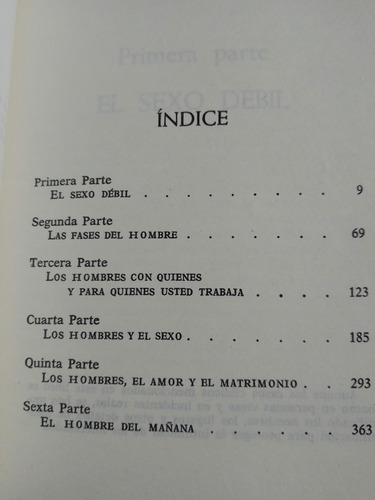 Primera parte
EL SEXO DÉBIL
ÍNDICE
Primera Parte
EL SEXO DÉBIL . . . . . . . . . 9
Segunda Parte
LAS FASES DEL HOMBRE . . . . . . . 69
Tercera Parte
LOS HOMBRES CON QUIENES
Y PARA QUIENES USTED TRABAJA . . . . 123
Cuarta Parte
LOS HOMBRES Y EL SEXO . . . . . . . 185
Quinta Parte
LOS HOMBRES, EL AMOR Y EL MATRIMONIO . . 293
Sexta Parte
EL HOMBRE DEL MAÑANA . . . . . . 363